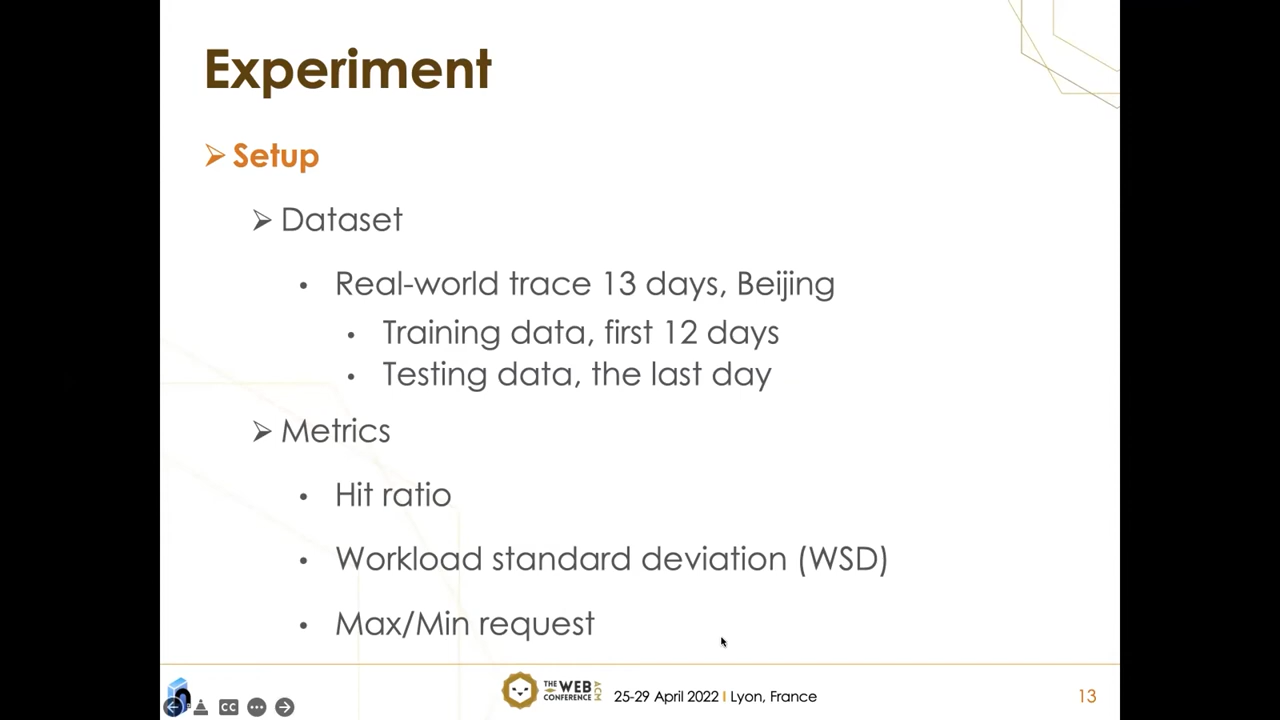 Experiment
➢ Setup
➢ Dataset
• Real-world trace 13 days, Beijing
• Training data, first 12 days
• Testing data, the last day
➢ Metrics
• Hit ratio
• Workload standard deviation (WSD)
• Max/Min request
CC
THE WEB CONFERENCE ACM
25-29 April 2022 I Lyon, France
13